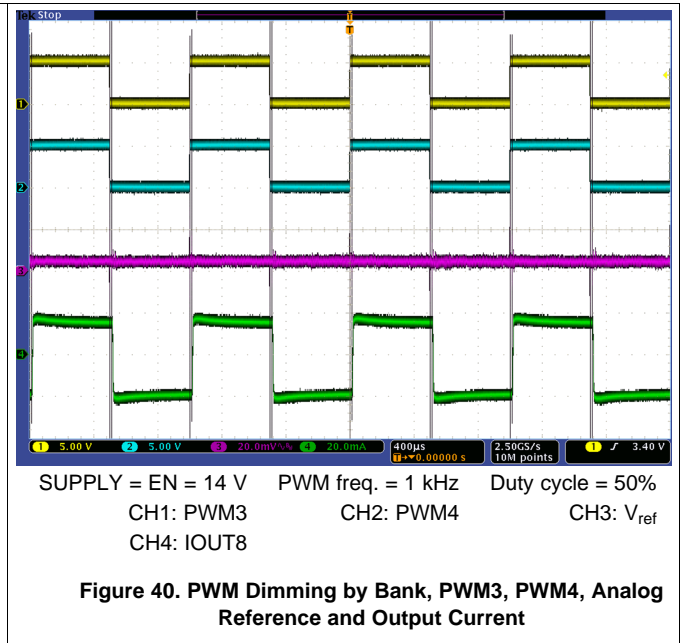 Tek Stop
T
T
1
2
3
4
1 5.00 V 2 5.00 V 3 20.0mV 4 20.0mA 400µs 2.50GS/s 1 3.40 V
T→▼0.00000 s 10M points
SUPPLY = EN = 14 V PWM freq. = 1 kHz Duty cycle = 50%
CH1: PWM3 CH2: PWM4 CH3: Vref
CH4: IOUT8
Figure 40. PWM Dimming by Bank, PWM3, PWM4, Analog
Reference and Output Current